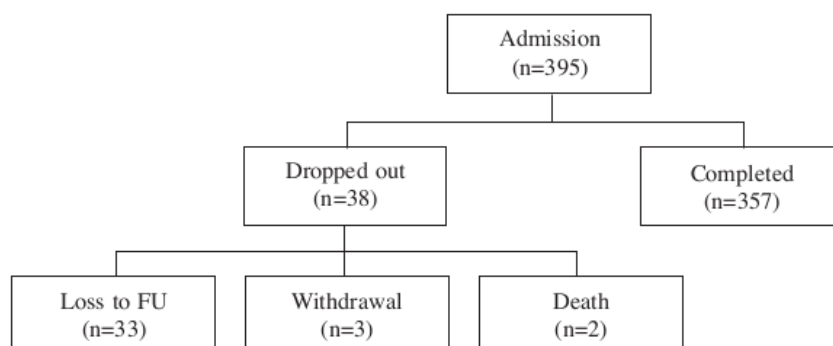 Admission
(n=395)
Dropped out
(n=38)
Completed
(n=357)
Loss to FU
(n=33)
Withdrawal
(n=3)
Death
(n=2)